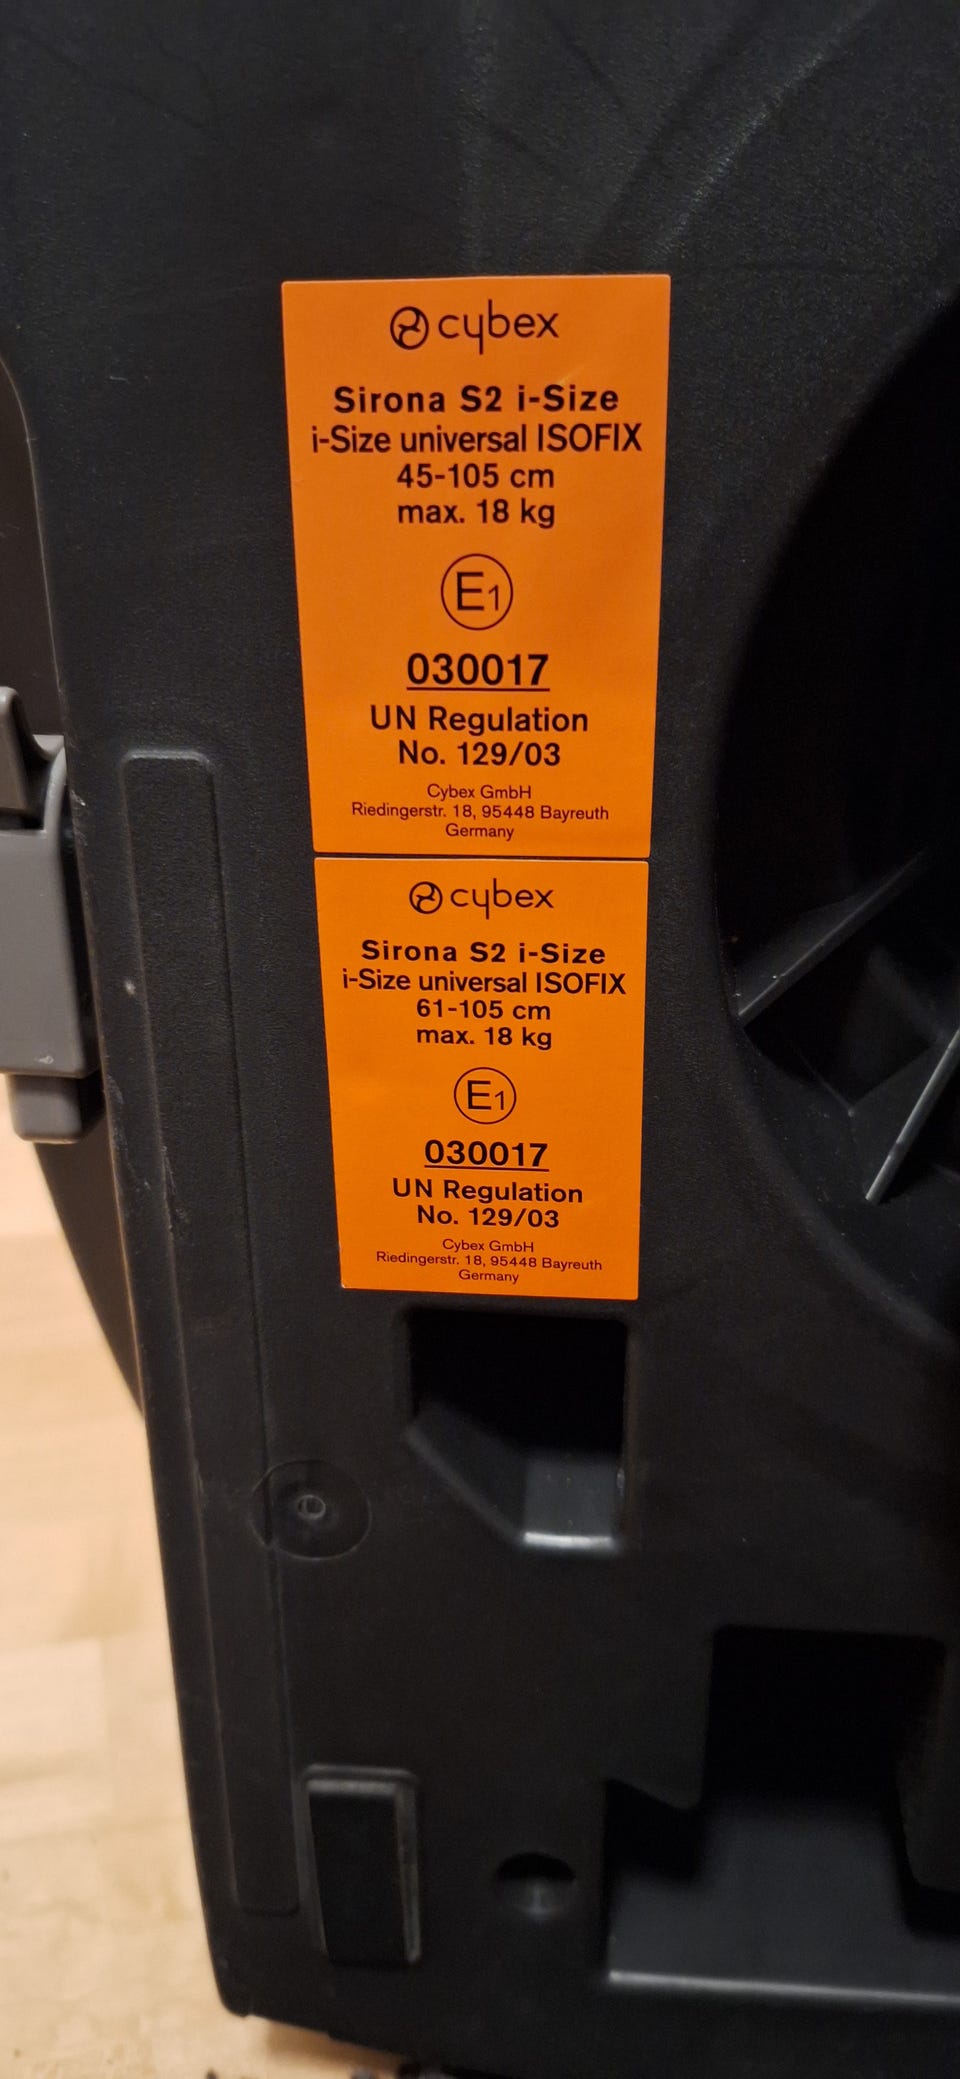 cybex
Sirona S2 i-Size
i-Size universal ISOFIX
45-105 cm
max. 18 kg
E1
030017
UN Regulation
No. 129/03
Cybex GmbH
Riedingerstr. 18, 95448 Bayreuth
Germany
cybex
Sirona S2 i-Size
i-Size universal ISOFIX
61-105 cm
max. 18 kg
E1
030017
UN Regulation
No. 129/03
Cybex GmbH
Riedingerstr. 18, 95448 Bayreuth
Germany